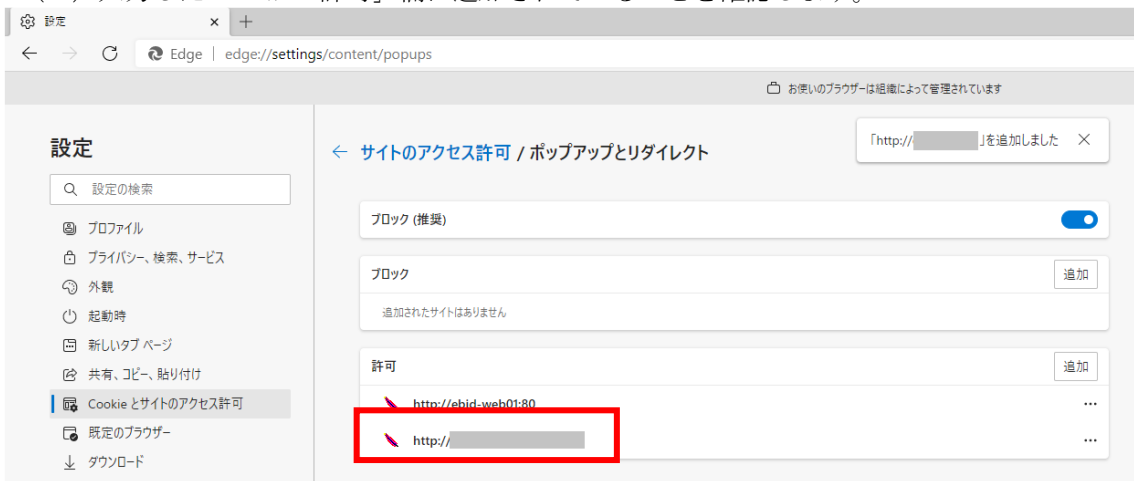 設定
Edge | edge://settings/content/popups
お使いのブラウザーは組織によって管理されています
設定
設定の検索
プロファイル
プライバシー、検索、サービス
外観
起動時
新しいタブ ページ
共有、コピー、貼り付け
Cookie とサイトのアクセス許可
既定のブラウザー
ダウンロード
サイトのアクセス許可 / ポップアップとリダイレクト
「http:// 」を追加しました
ブロック (推奨)
ブロック
追加
追加されたサイトはありません
許可
追加
http://ebid-web01:80
http://